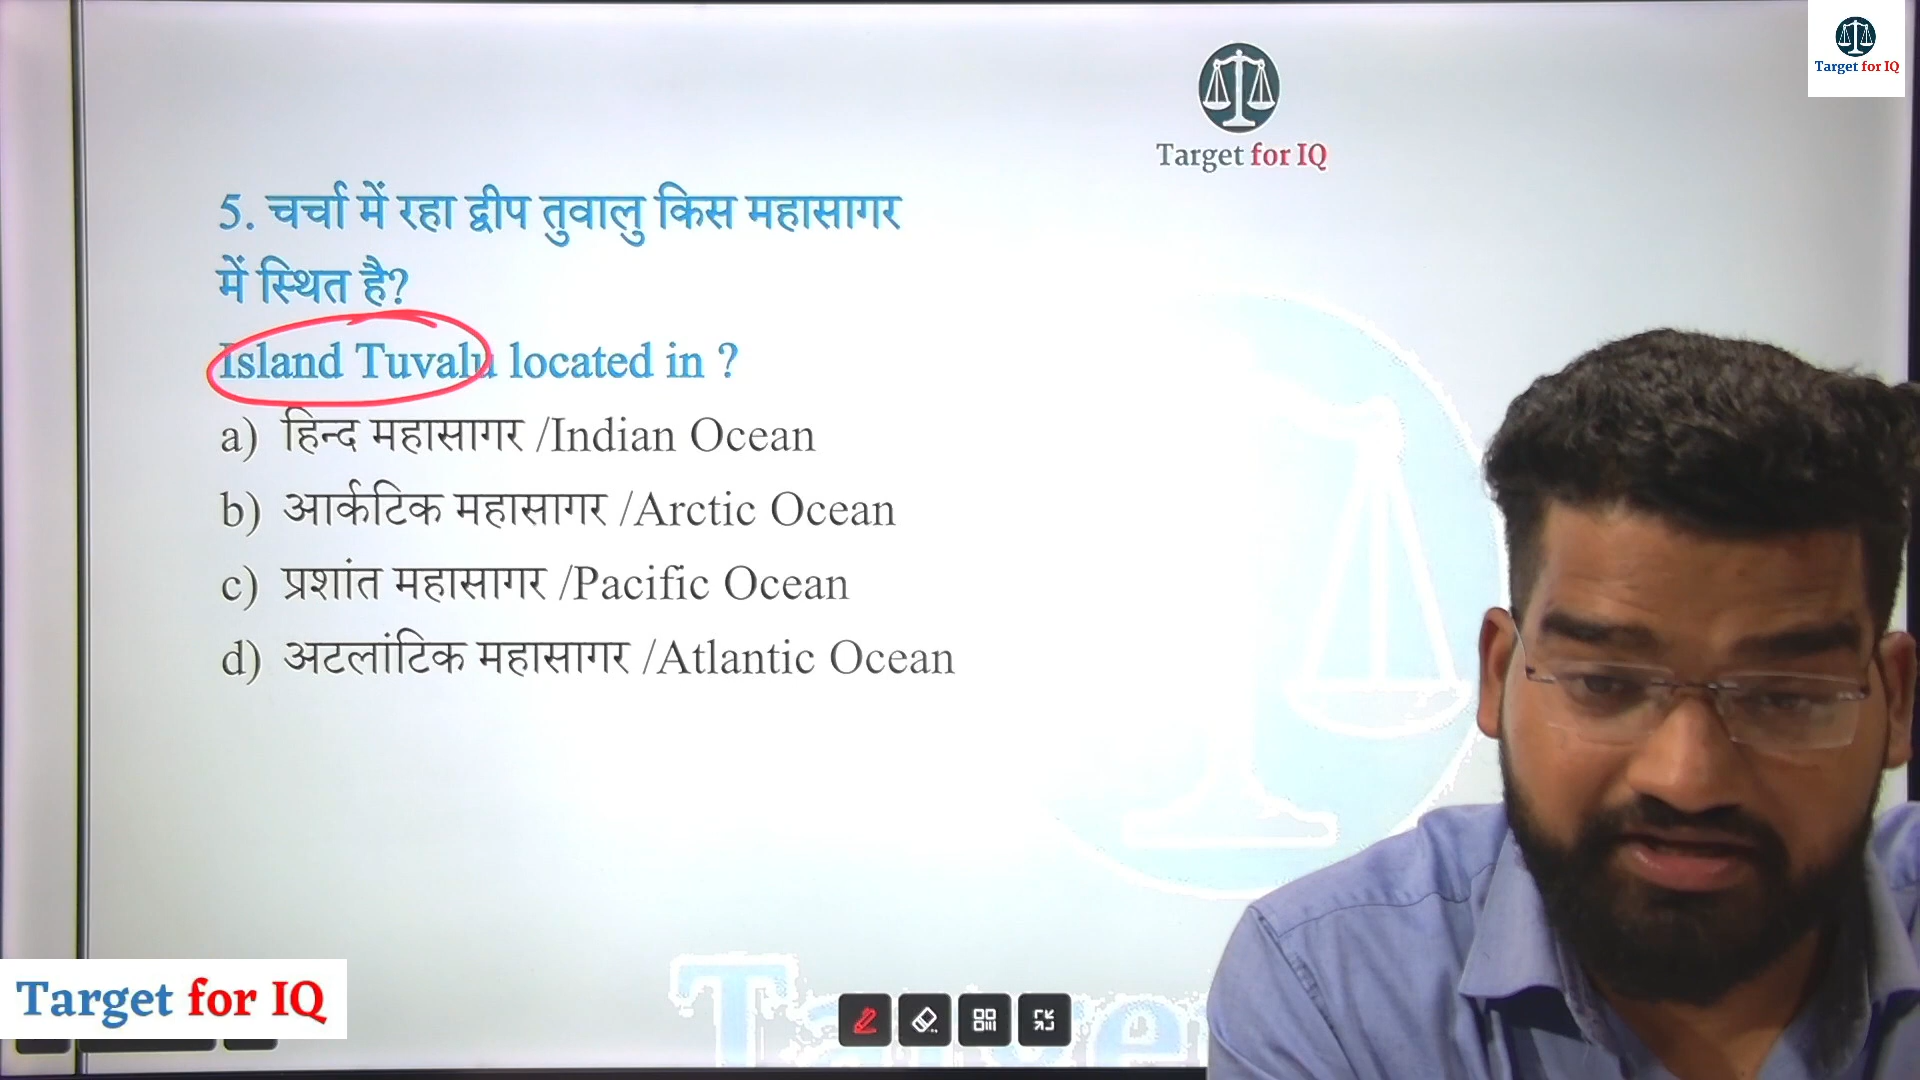 Target for IQ
Target for IQ
5. चर्चा में रहा द्वीप तुवालु किस महासागर
में स्थित है?
Island Tuvalu located in ?
a) हिन्द महासागर /Indian Ocean
b) आर्कटिक महासागर /Arctic Ocean
c) प्रशांत महासागर /Pacific Ocean
d) अटलांटिक महासागर /Atlantic Ocean
Target for IQ